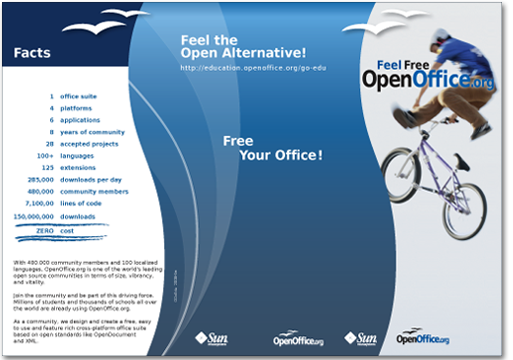 Facts
1 office suite
4 platforms
6 applications
8 years of community
28 accepted projects
100+ languages
125 extensions
285,000 downloads per day
480,000 community members
7,100,00 lines of code
150,000,000 downloads
ZERO cost
With 480 000 community members and 100 localized
languages, OpenOffice.org is one of the world's leading
open source communities in terms of size, vibrancy,
and vitality.
Join the community and be part of this driving force.
Millions of students and thousands of schools all over
the world are already using OpenOffice.org.
As a community, we design and create a free, easy
to use and feature rich cross-platform office suite
based on open standards like OpenDocument
and XML.
Feel the
Open Alternative!
http://education.openoffice.org/go-edu
Free
Your Office!
Sun
OpenOffice.org
Feel Free
OpenOffice.org
Sun
OpenOffice.org